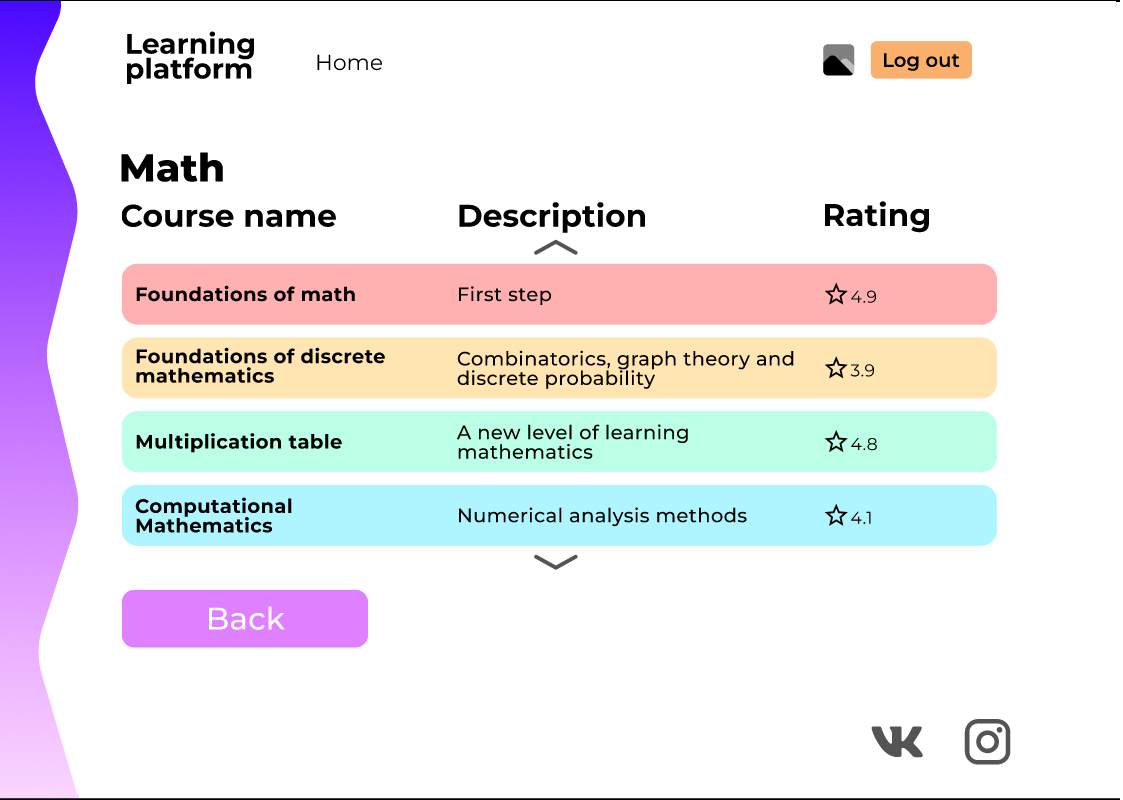 Learning
platform
Home
Log out
Math
Course name
Description
Rating
Foundations of math
First step
4.9
Foundations of discrete
mathematics
Combinatorics, graph theory and
discrete probability
3.9
Multiplication table
A new level of learning
mathematics
4.8
Computational
Mathematics
Numerical analysis methods
4.1
Back